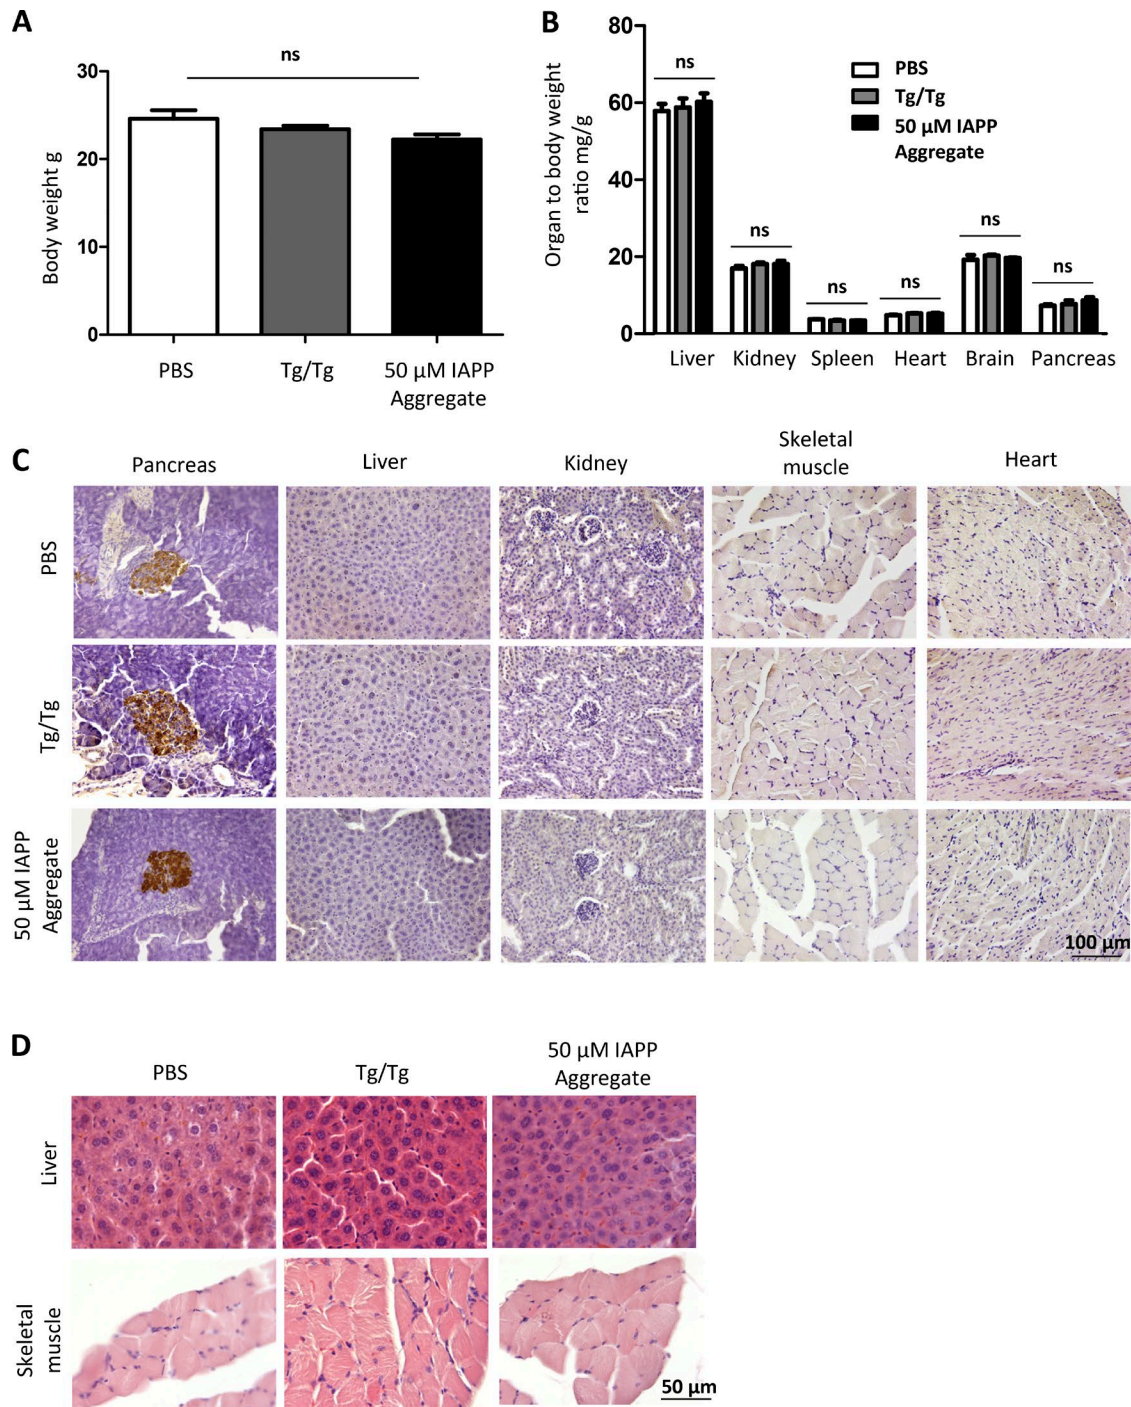 A
ns
30
20
10
0
Body weight g
PBS
Tg/Tg
50 µM IAPP
Aggregate
B
80
60
40
20
0
Organ to body weight
ratio mg/g
ns
ns
ns
ns
ns
ns
PBS
Tg/Tg
50 µM IAPP
Aggregate
Liver
Kidney
Spleen
Heart
Brain
Pancreas
C
Pancreas
Liver
Kidney
Skeletal
muscle
Heart
PBS
Tg/Tg
50 µM IAPP
Aggregate
100 µm
D
PBS
Tg/Tg
50 µM IAPP
Aggregate
Liver
Skeletal
muscle
50 µm